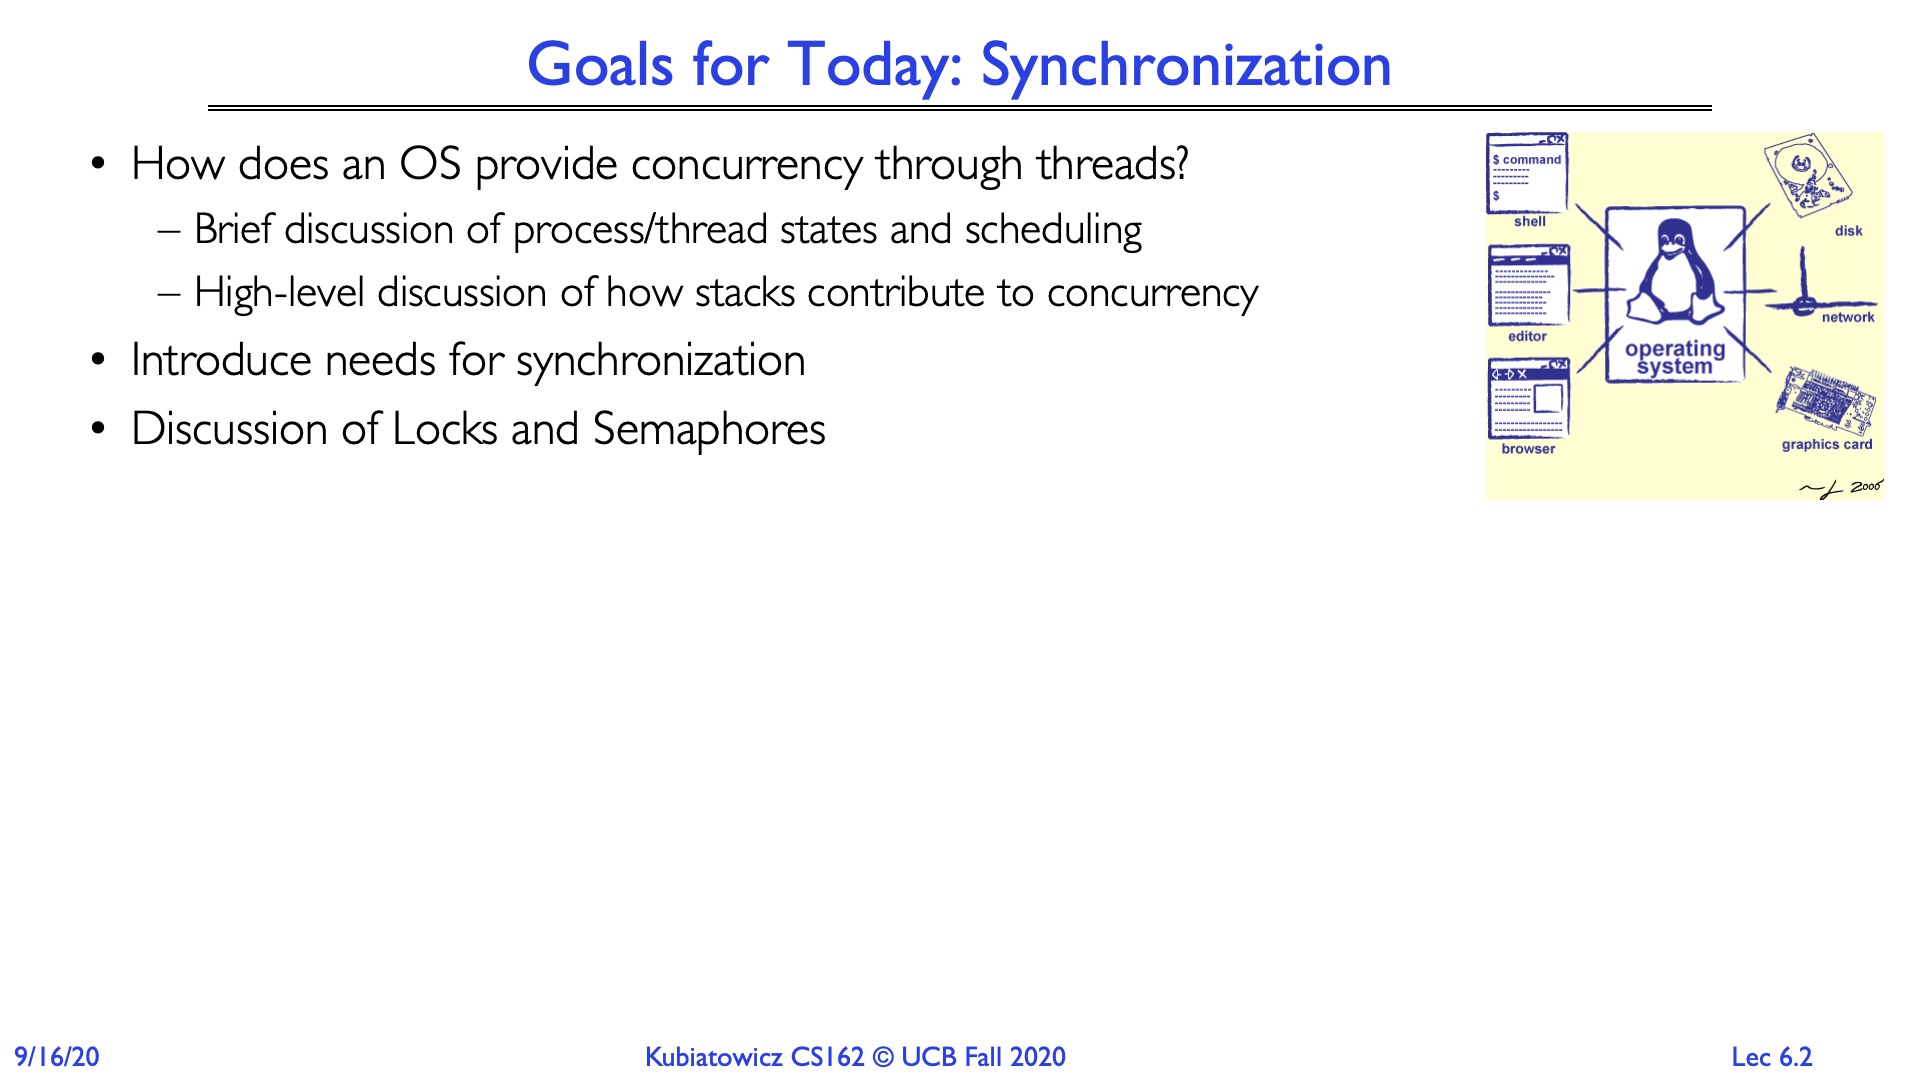 Goals for Today: Synchronization
• How does an OS provide concurrency through threads?
– Brief discussion of process/thread states and scheduling
– High-level discussion of how stacks contribute to concurrency
• Introduce needs for synchronization
• Discussion of Locks and Semaphores
$ command
$
shell
editor
browser
operating
system
disk
network
graphics card
2006
9/16/20
Kubiatowicz CS162 © UCB Fall 2020
Lec 6.2